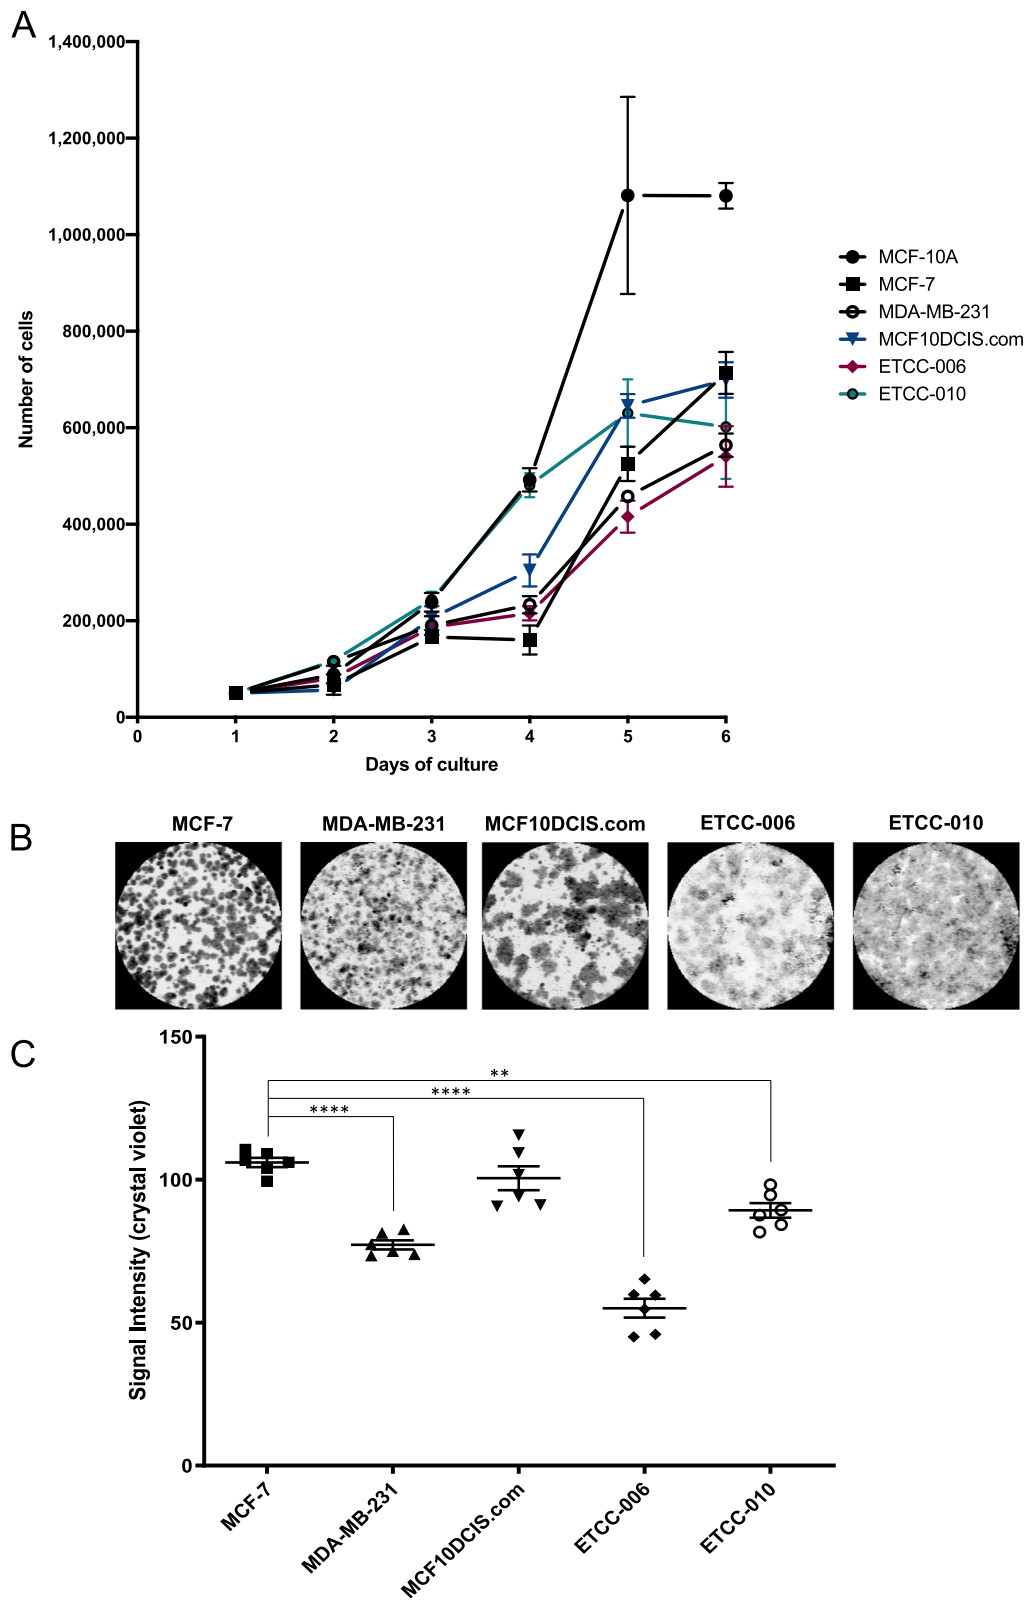 A
1,400,000
1,200,000
1,000,000
800,000
600,000
400,000
200,000
0
Number of cells
0 1 2 3 4 5 6
Days of culture
MCF-10A
MCF-7
MDA-MB-231
MCF10DCIS.com
ETCC-006
ETCC-010
B
MCF-7 MDA-MB-231 MCF10DCIS.com ETCC-006 ETCC-010
C
150
100
50
0
Signal Intensity (crystal violet)
**
****
****
MCF-7
MDA-MB-231
MCF10DCIS.com
ETCC-006
ETCC-010